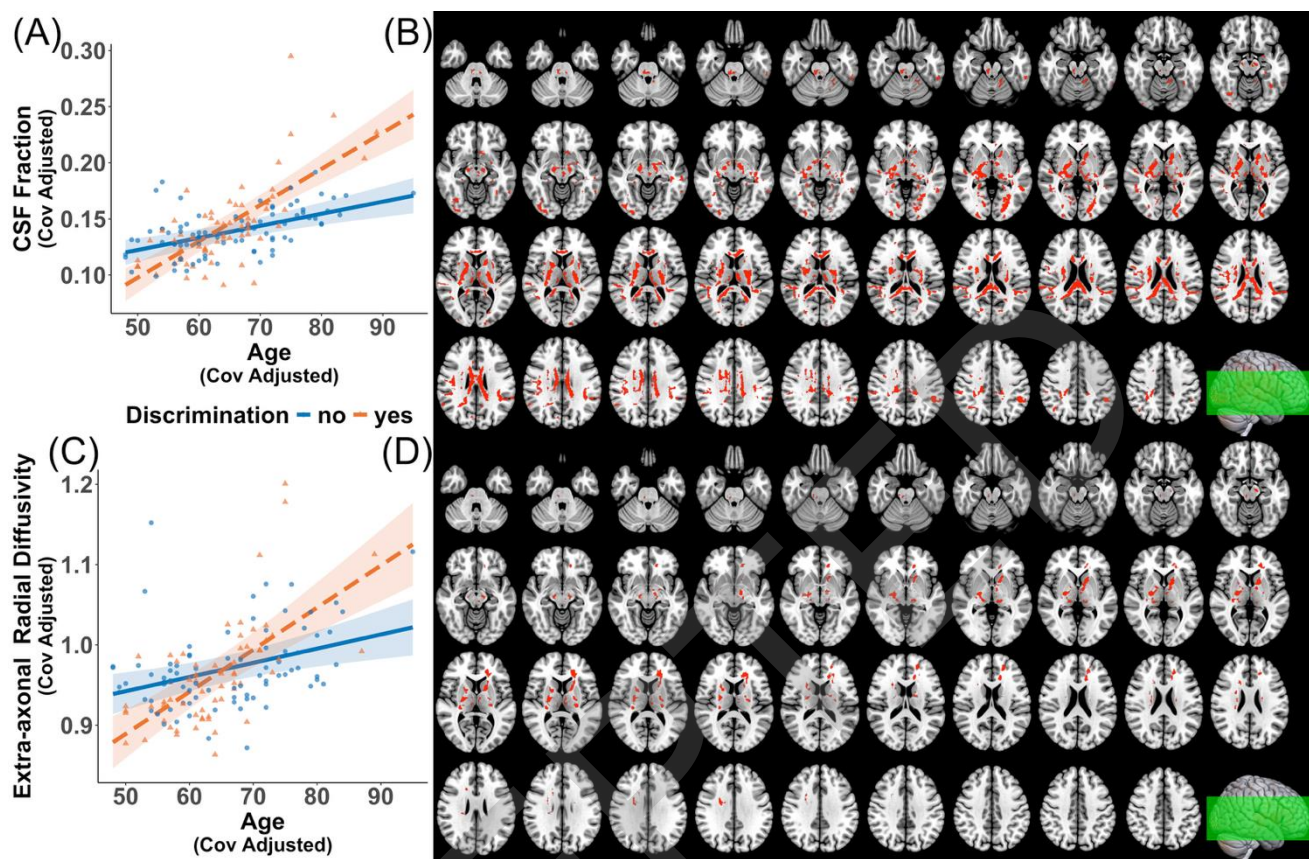 (A)
(B)
CSF Fraction
(Cov Adjusted)
0.30
0.25
0.20
0.15
0.10
50 60 70 80 90
Age
(Cov Adjusted)
Discrimination no yes
(C)
(D)
Extra-axonal Radial Diffusivity
(Cov Adjusted)
1.2
1.1
1.0
0.9
50 60 70 80 90
Age
(Cov Adjusted)